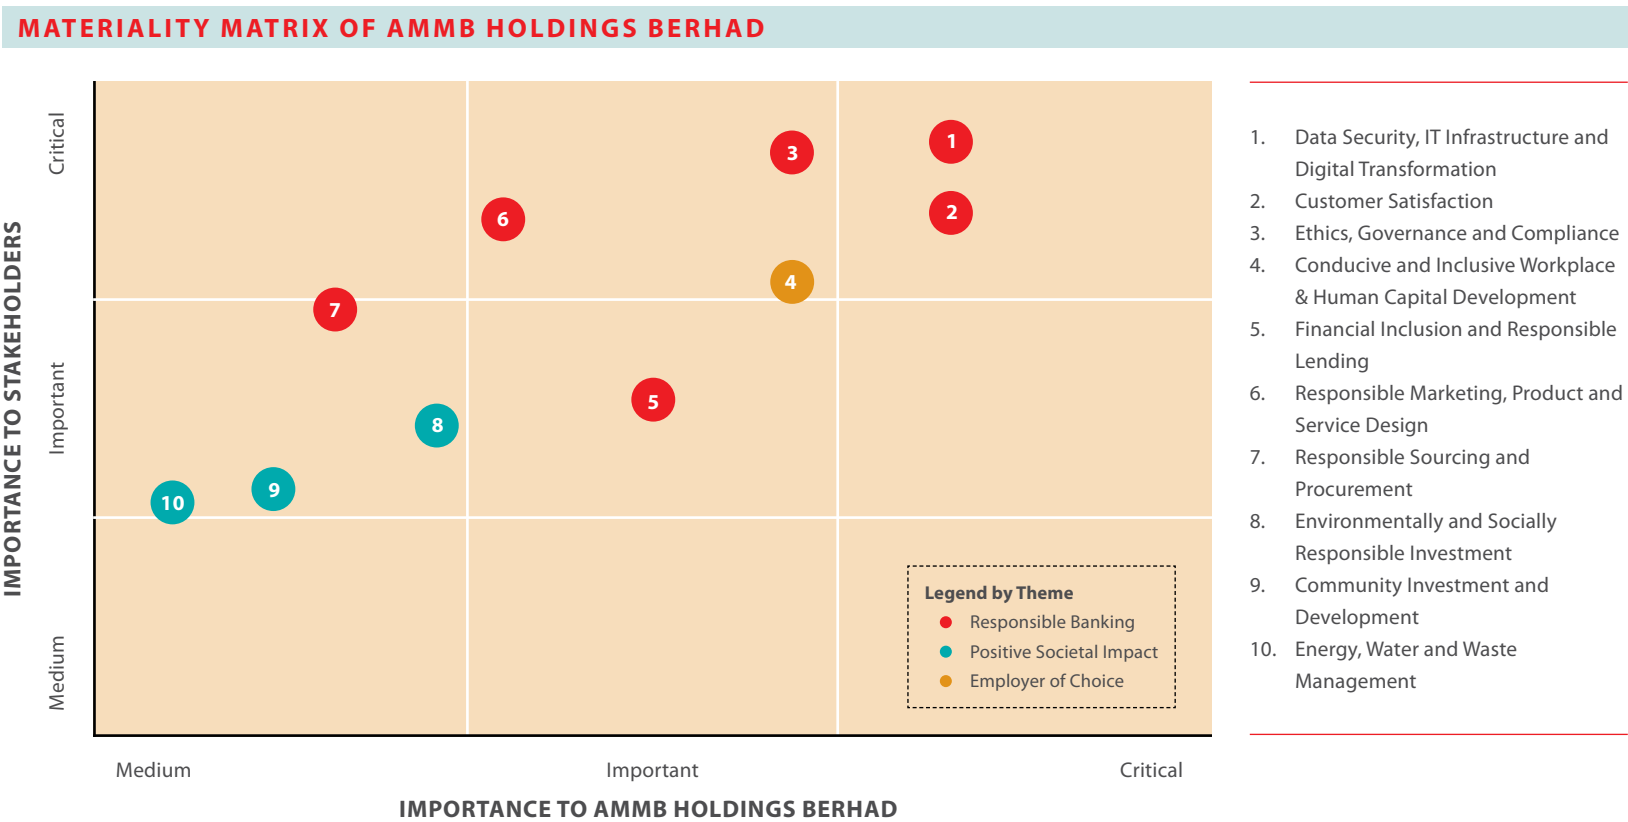 MATERIALITY MATRIX OF AMMB HOLDINGS BERHAD
IMPORTANCE TO STAKEHOLDERS
Critical
Important
Medium
1
2
3
4
5
6
7
8
9
10
Legend by Theme
Responsible Banking
Positive Societal Impact
Employer of Choice
Medium
Important
Critical
IMPORTANCE TO AMMB HOLDINGS BERHAD
1. Data Security, IT Infrastructure and
Digital Transformation
2. Customer Satisfaction
3. Ethics, Governance and Compliance
4. Conducive and Inclusive Workplace
& Human Capital Development
5. Financial Inclusion and Responsible
Lending
6. Responsible Marketing, Product and
Service Design
7. Responsible Sourcing and
Procurement
8. Environmentally and Socially
Responsible Investment
9. Community Investment and
Development
10. Energy, Water and Waste
Management